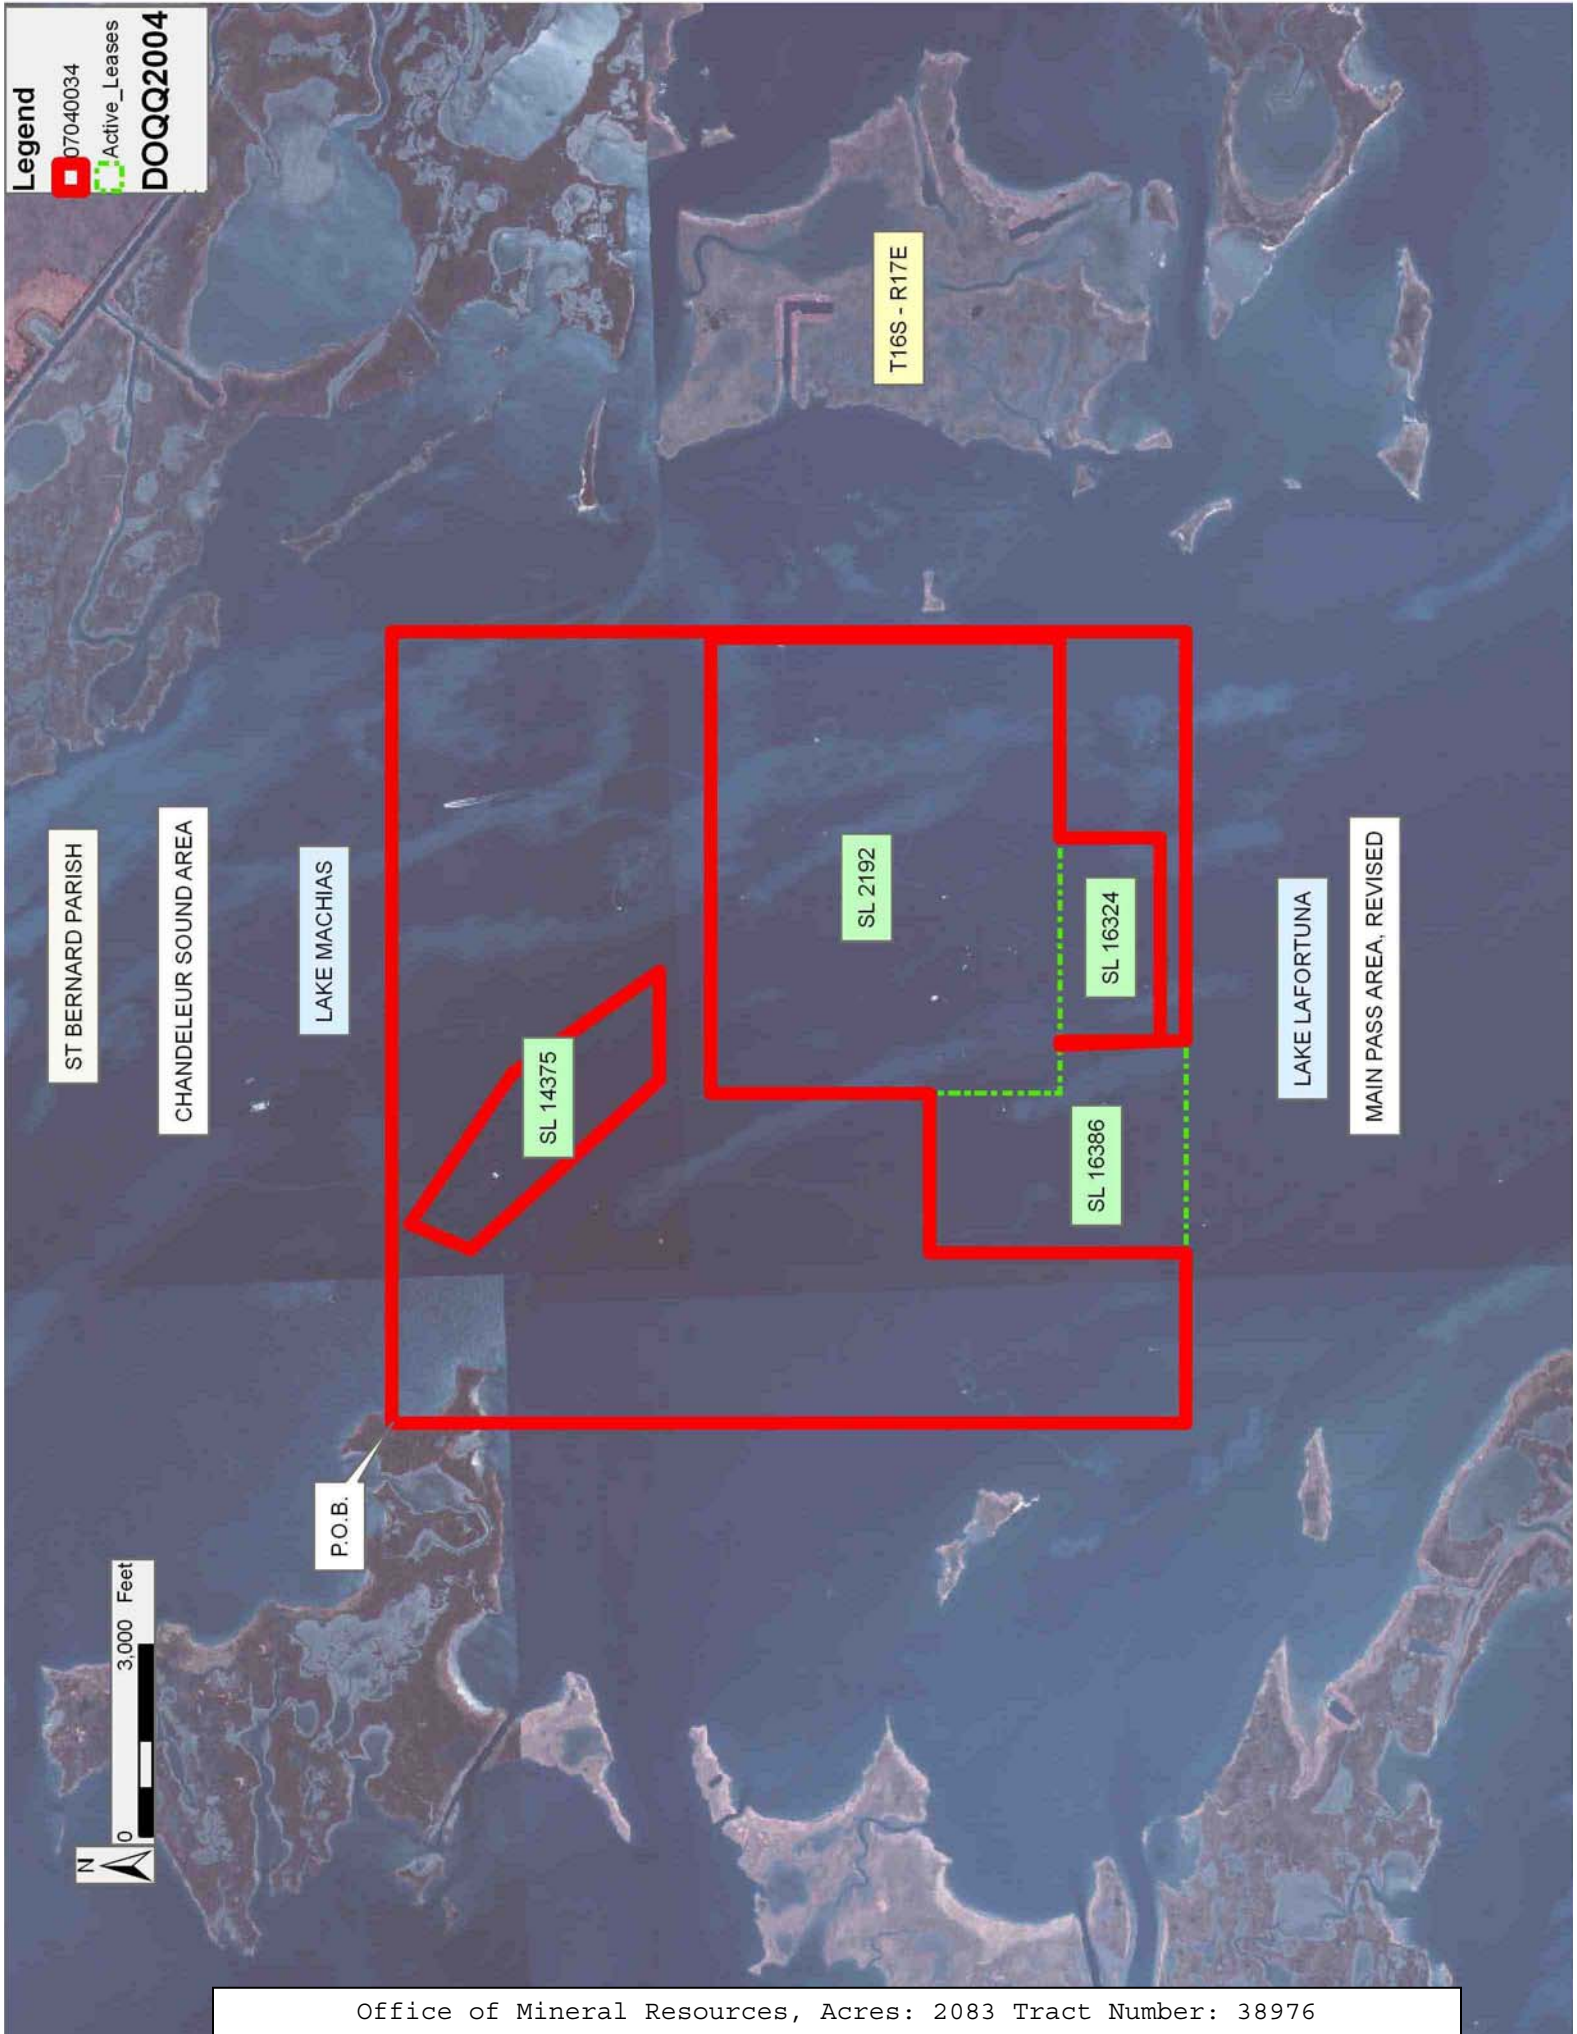 Legend
07040034
Active_Leases
DOQQ2004
N
0 3,000 Feet
ST BERNARD PARISH
CHANDELEUR SOUND AREA
LAKE MACHIAS
P.O.B.
SL 14375
SL 2192
T16S - R17E
SL 16386
SL 16324
LAKE LAFORTUNA
MAIN PASS AREA, REVISED
Office of Mineral Resources, Acres: 2083 Tract Number: 38976